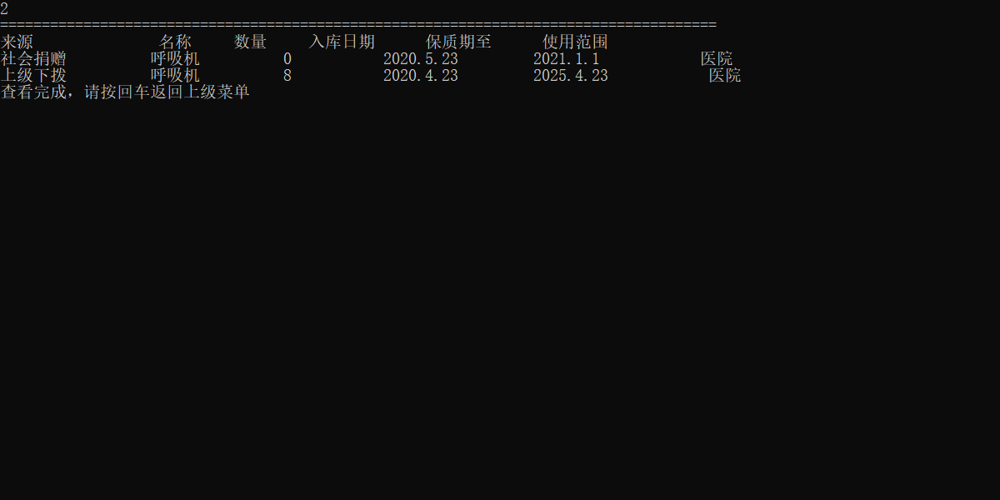 2
======================================================================================
来源 名称 数量 入库日期 保质期至 使用范围
社会捐赠 呼吸机 0 2020.5.23 2021.1.1 医院
上级下拨 呼吸机 8 2020.4.23 2025.4.23 医院
查看完成，请按回车返回上级菜单